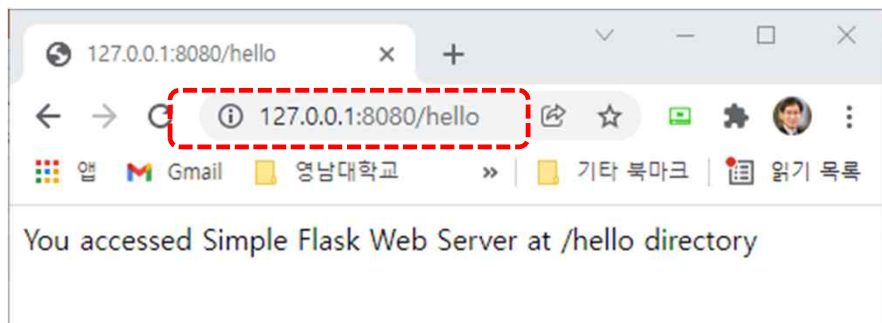 127.0.0.1:8080/hello
127.0.0.1:8080/hello
앱 Gmail 영남대학교 » 기타 북마크 읽기 목록
You accessed Simple Flask Web Server at /hello directory